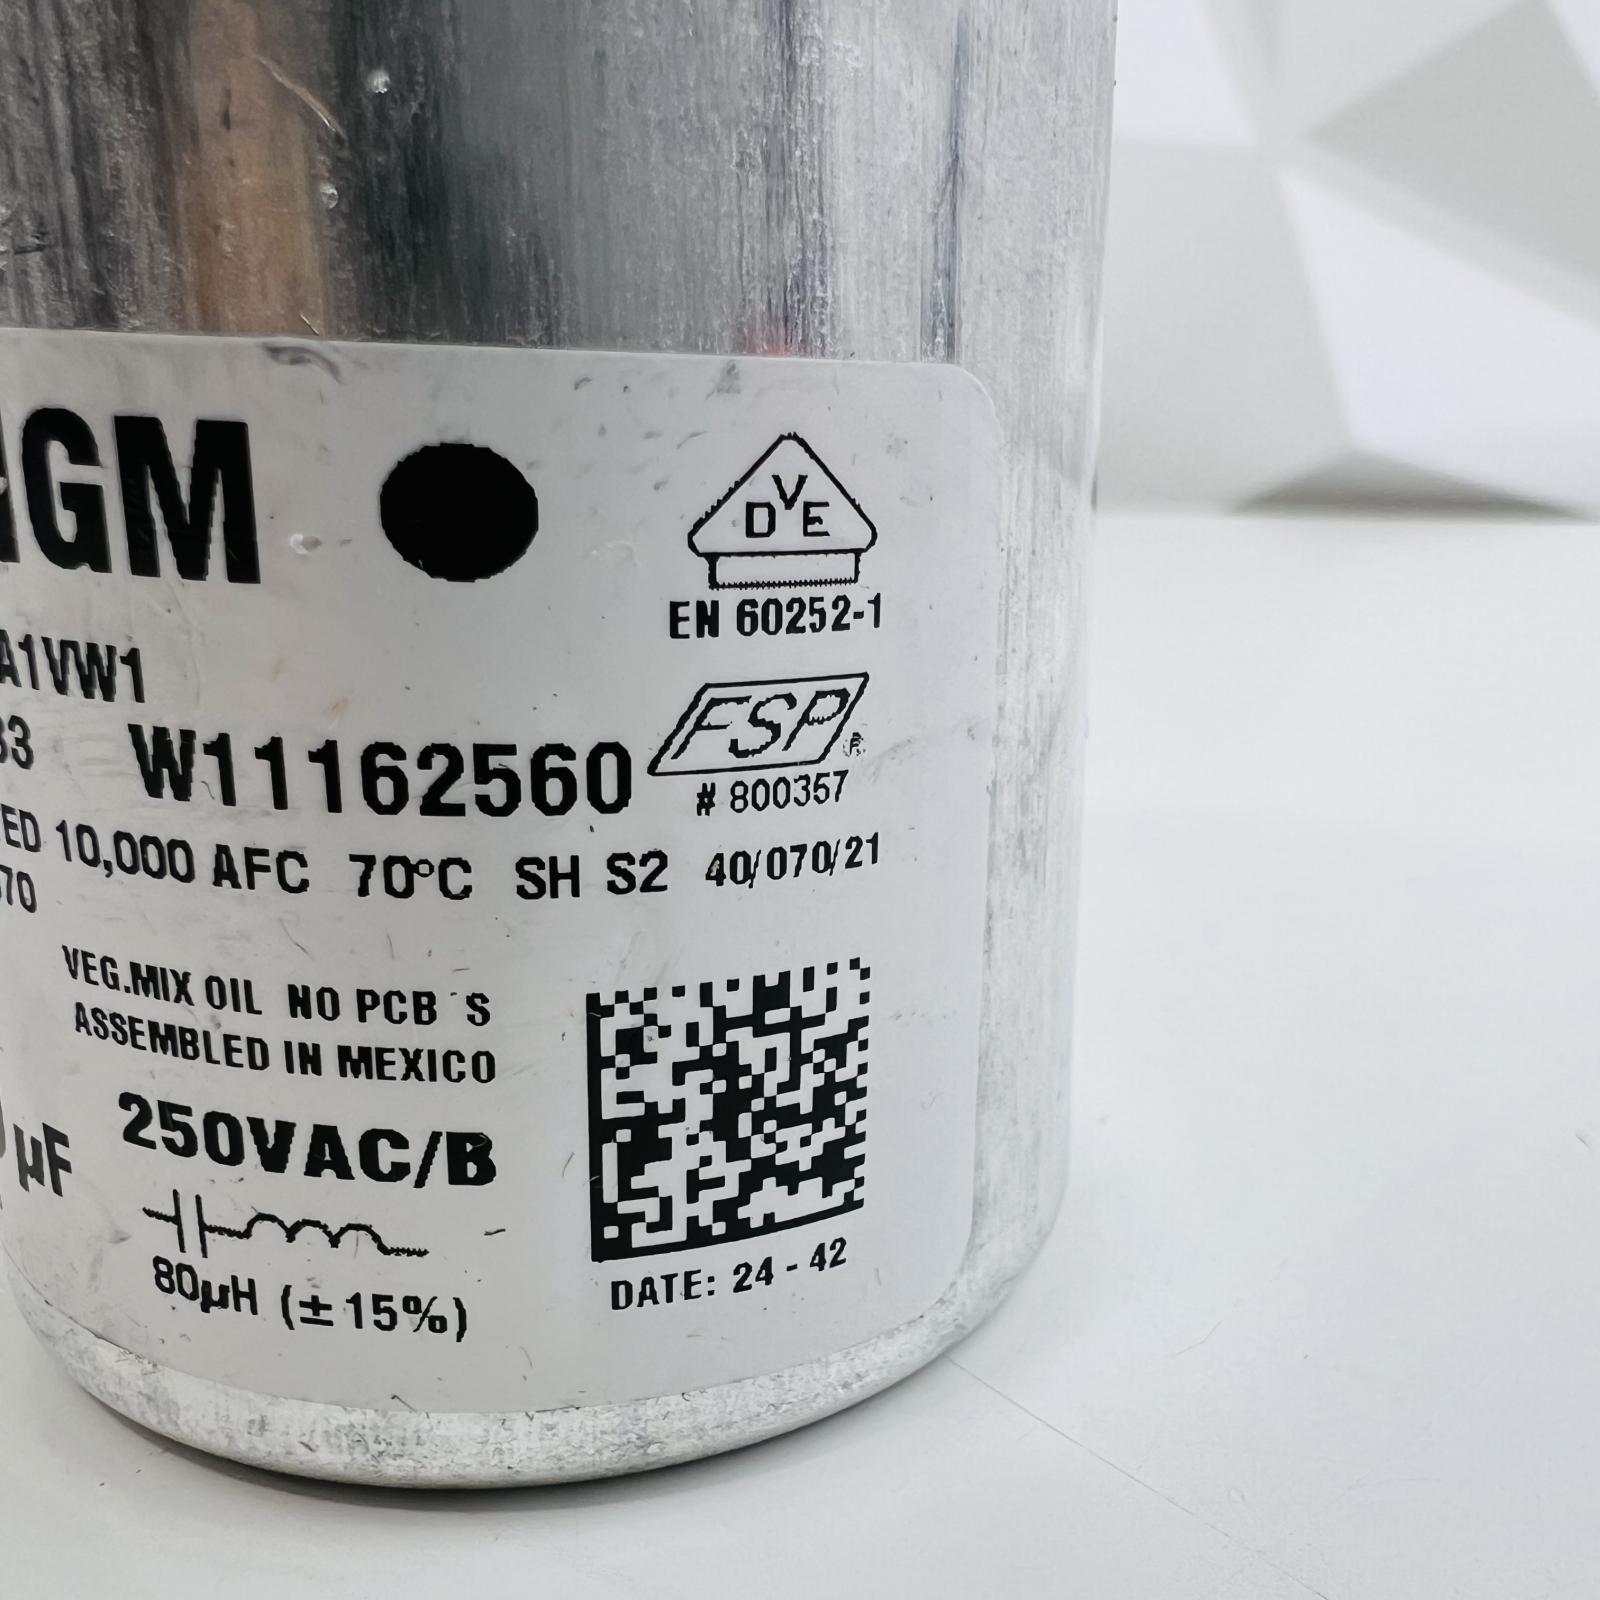 GM
DVE
EN 60252-1
A1VW1
33
W11162560
FSP®
# 800357
ED 10,000 AFC 70°C SH S2 40/070/21
70
VEG.MIX OIL NO PCB´S
ASSEMBLED IN MEXICO
µF
250VAC/B
80µH (±15%)
DATE: 24 - 42